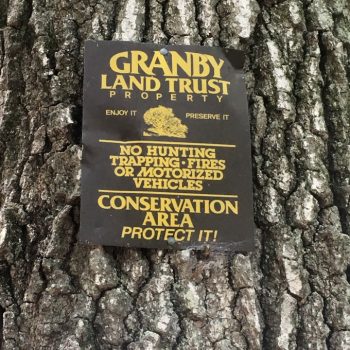 GRANBY
LAND TRUST
PROPERTY
ENJOY IT PRESERVE IT
NO HUNTING
TRAPPING • FIRES
OR MOTORIZED
VEHICLES
CONSERVATION
AREA
PROTECT IT!